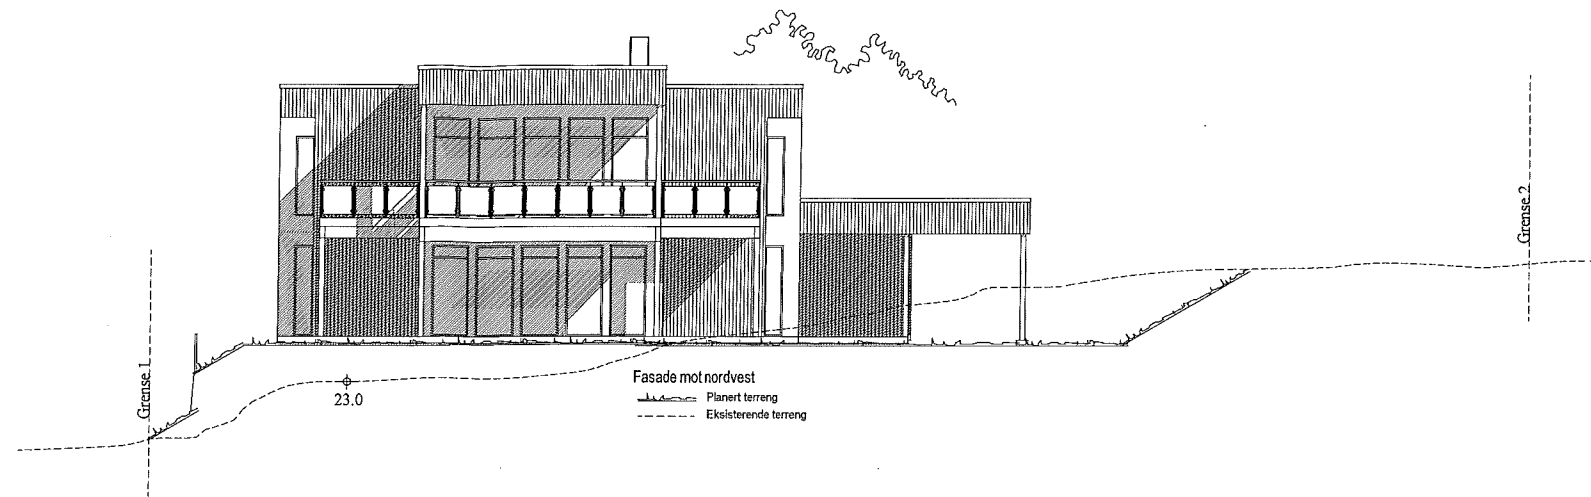 Grense 2
Grense 1
23.0
Fasade mot nordvest
Planert terreng
Eksisterende terreng